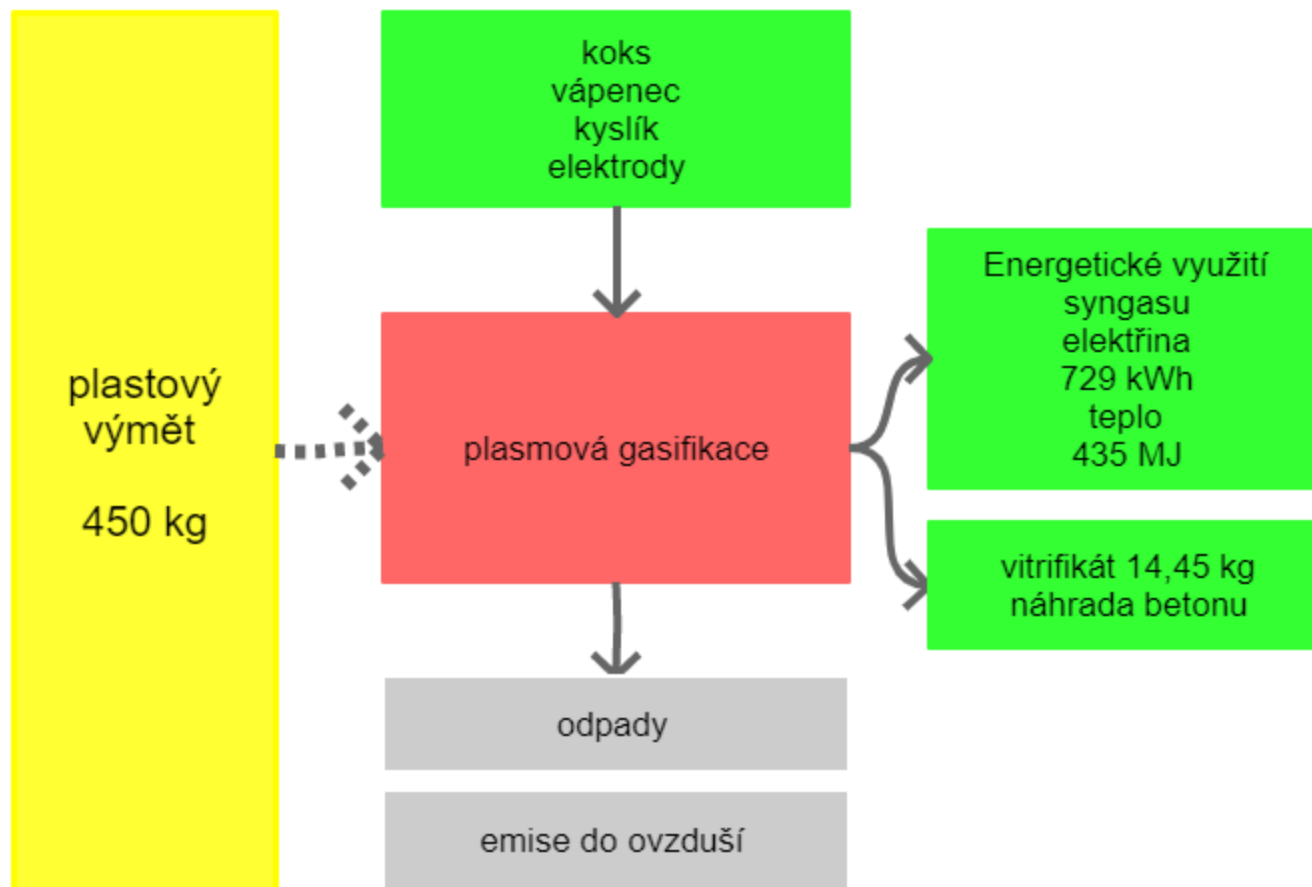 plastový
výmět
450 kg
koks
vápenec
kyslík
elektrody
plasmová gasifikace
Energetické využití
syngasu
elektřina
729 kWh
teplo
435 MJ
vitrifikát 14,45 kg
náhrada betonu
odpady
emise do ovzduší